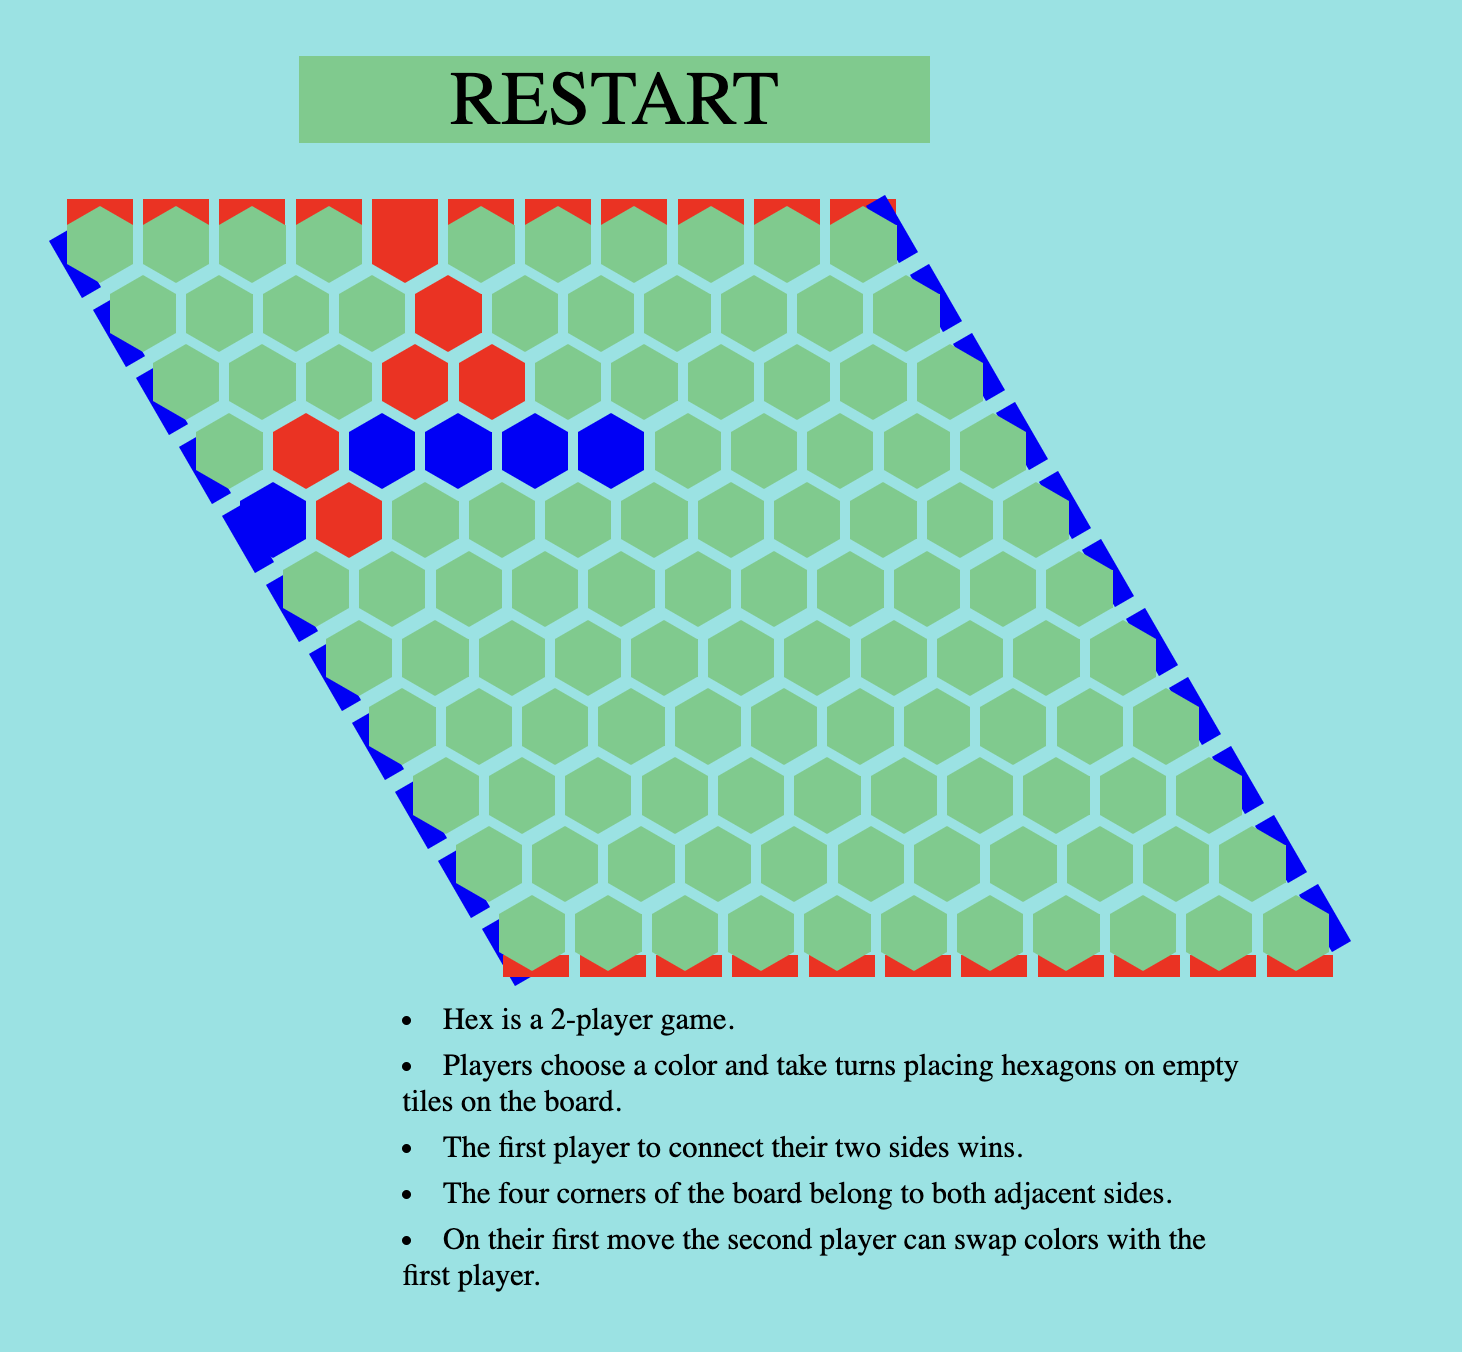 RESTART
• Hex is a 2-player game.
• Players choose a color and take turns placing hexagons on empty
tiles on the board.
• The first player to connect their two sides wins.
• The four corners of the board belong to both adjacent sides.
• On their first move the second player can swap colors with the
first player.